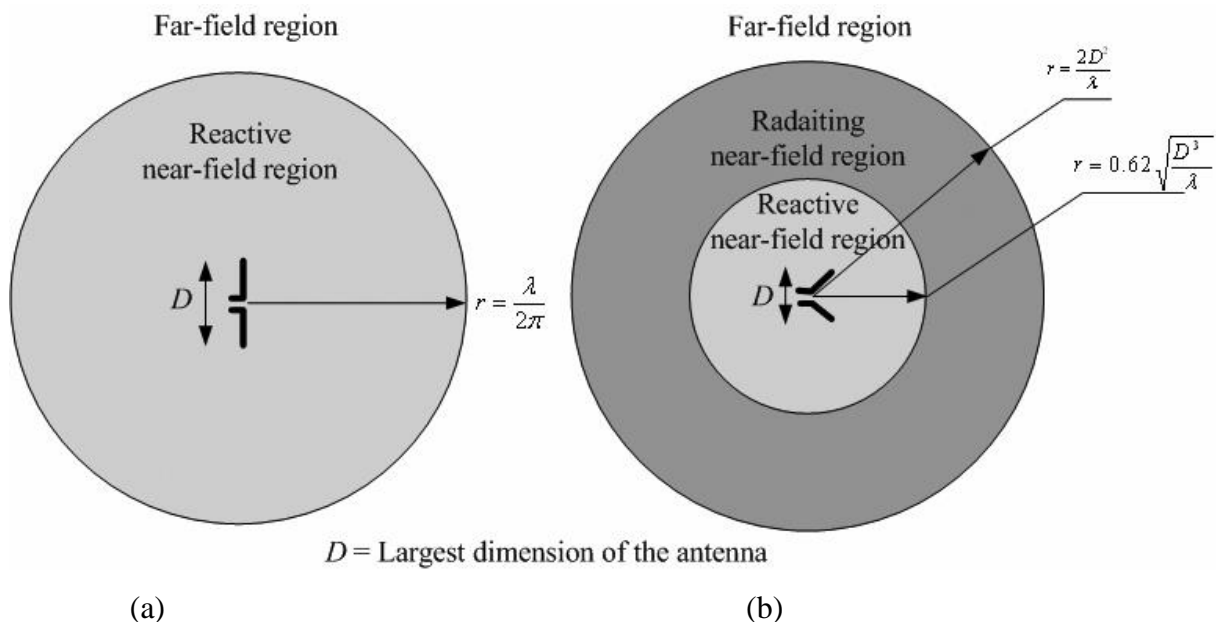 Far-field region
Reactive
near-field region
D
r = λ / 2π
Far-field region
r = 2D² / λ
Radaiting
near-field region
r = 0.62 √(D³ / λ)
Reactive
near-field region
D
D = Largest dimension of the antenna
(a)
(b)